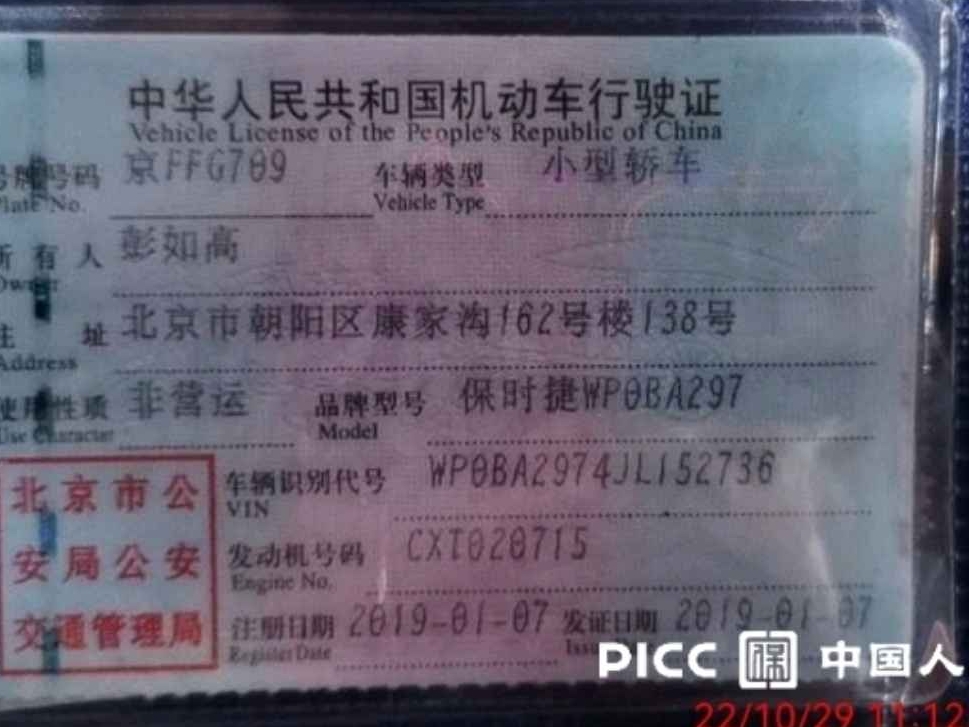 中华人民共和国机动车行驶证
Vehicle License of the People's Republic of China
号牌号码 京FFG709 车辆类型 小型轿车
Plate No. Vehicle Type
所有人 彭如高
Owner
住址 北京市朝阳区康家沟162号楼138号
Address
使用性质 非营运 品牌型号 保时捷WP0BA297
Use Character Model
北京市公
安局公安
交通管理局
车辆识别代号 WP0BA2974JL152736
VIN
发动机号码 CXT020715
Engine No.
注册日期 2019-01-07 发证日期 2019-01-07
Register Date Issu
PICC 保 中国人
22/10/29 11:12